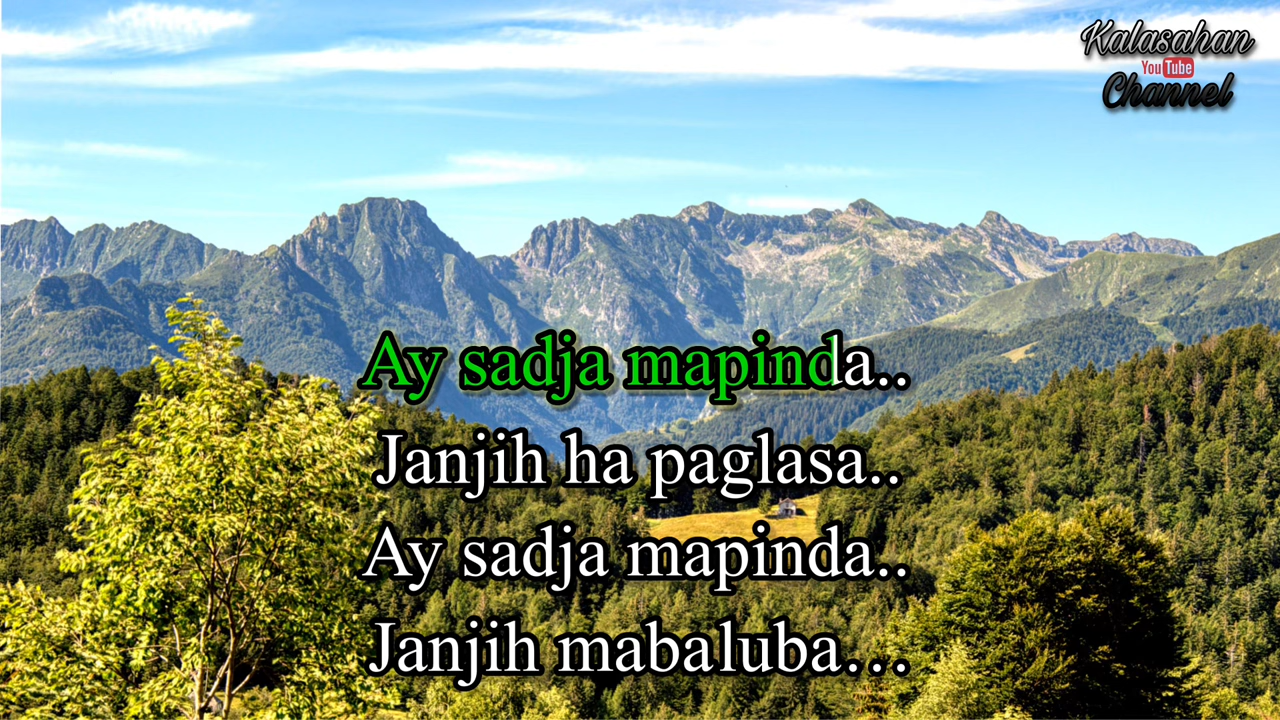 Kalasahan
YouTube
Channel
Ay sadja mapinda..
Janjih ha paglasa..
Ay sadja mapinda..
Janjih mabaluba...